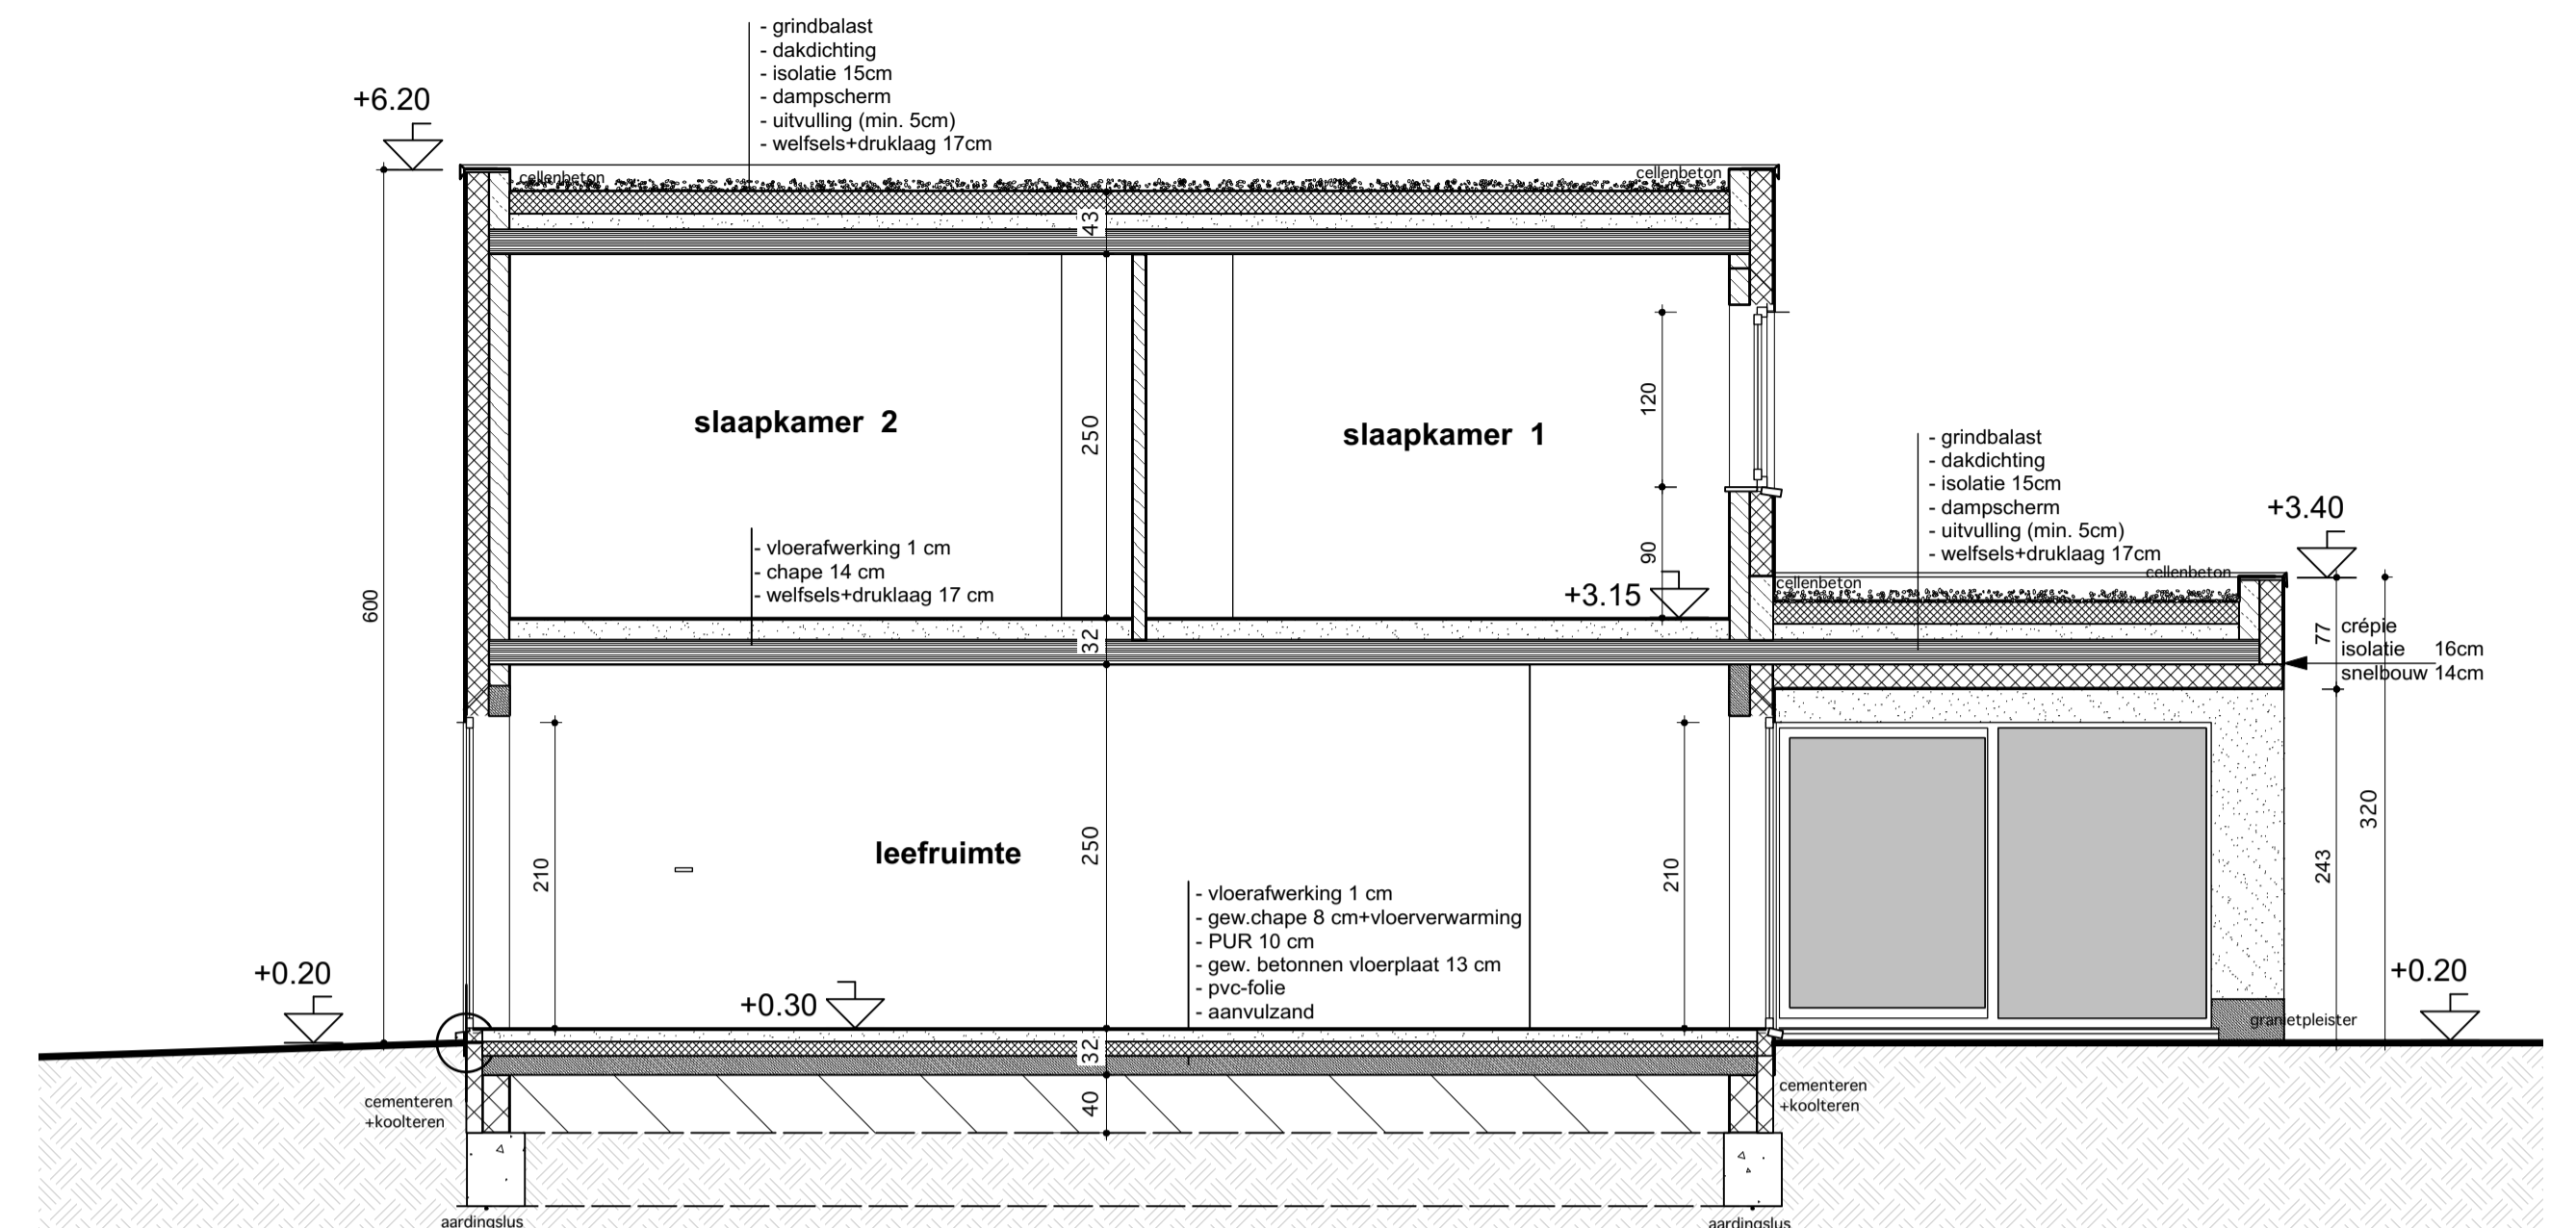 - grindbalast
- dakdichting
- isolatie 15cm
- dampscherm
- uitvulling (min. 5cm)
- welfsels+druklaag 17cm
+6.20
cellenbeton
cellenbeton
43
slaapkamer 2
250
slaapkamer 1
120
90
- vloerafwerking 1 cm
- chape 14 cm
- welfsels+druklaag 17 cm
+3.15
32
600
- grindbalast
- dakdichting
- isolatie 15cm
- dampscherm
- uitvulling (min. 5cm)
- welfsels+druklaag 17cm
+3.40
cellenbeton
cellenbeton
77
crépie
isolatie 16cm
snelbouw 14cm
leefruimte
210
250
210
243
320
- vloerafwerking 1 cm
- gew.chape 8 cm+vloerverwarming
- PUR 10 cm
- gew. betonnen vloerplaat 13 cm
- pvc-folie
- aanvulzand
+0.20
+0.30
+0.20
granietpleister
32
40
cementeren
+koolteren
cementeren
+koolteren
aardingslus
aardingslus